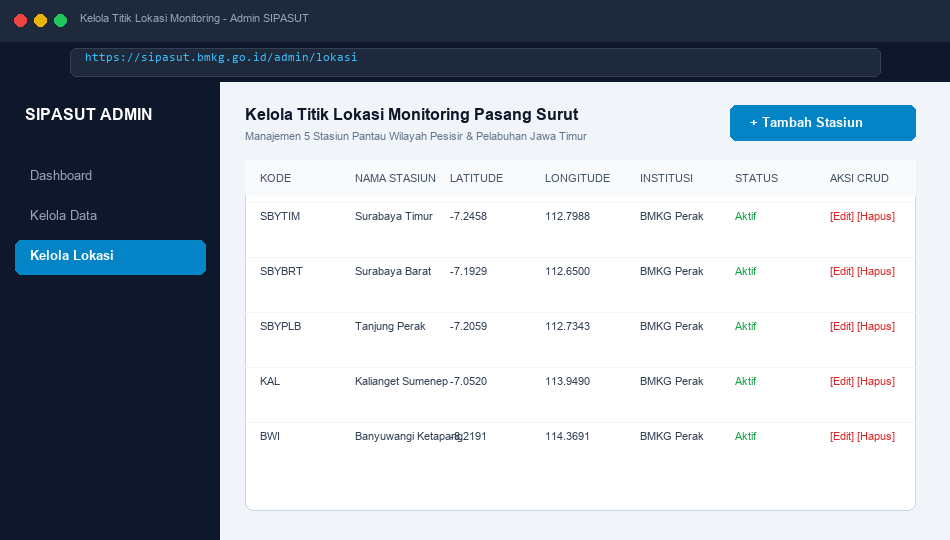 Kelola Titik Lokasi Monitoring - Admin SIPASUT
https://sipasut.bmkg.go.id/admin/lokasi
SIPASUT ADMIN
Dashboard
Kelola Data
Kelola Lokasi
Kelola Titik Lokasi Monitoring Pasang Surut
Manajemen 5 Stasiun Pantau Wilayah Pesisir & Pelabuhan Jawa Timur
+ Tambah Stasiun
KODE NAMA STASIUN LATITUDE LONGITUDE INSTITUSI STATUS AKSI CRUD
SBYTIM Surabaya Timur -7.2458 112.7988 BMKG Perak Aktif [Edit] [Hapus]
SBYBRT Surabaya Barat -7.1929 112.6500 BMKG Perak Aktif [Edit] [Hapus]
SBYPLB Tanjung Perak -7.2059 112.7343 BMKG Perak Aktif [Edit] [Hapus]
KAL Kalianget Sumenep -7.0520 113.9490 BMKG Perak Aktif [Edit] [Hapus]
BWI Banyuwangi Ketapang -8.2191 114.3691 BMKG Perak Aktif [Edit] [Hapus]